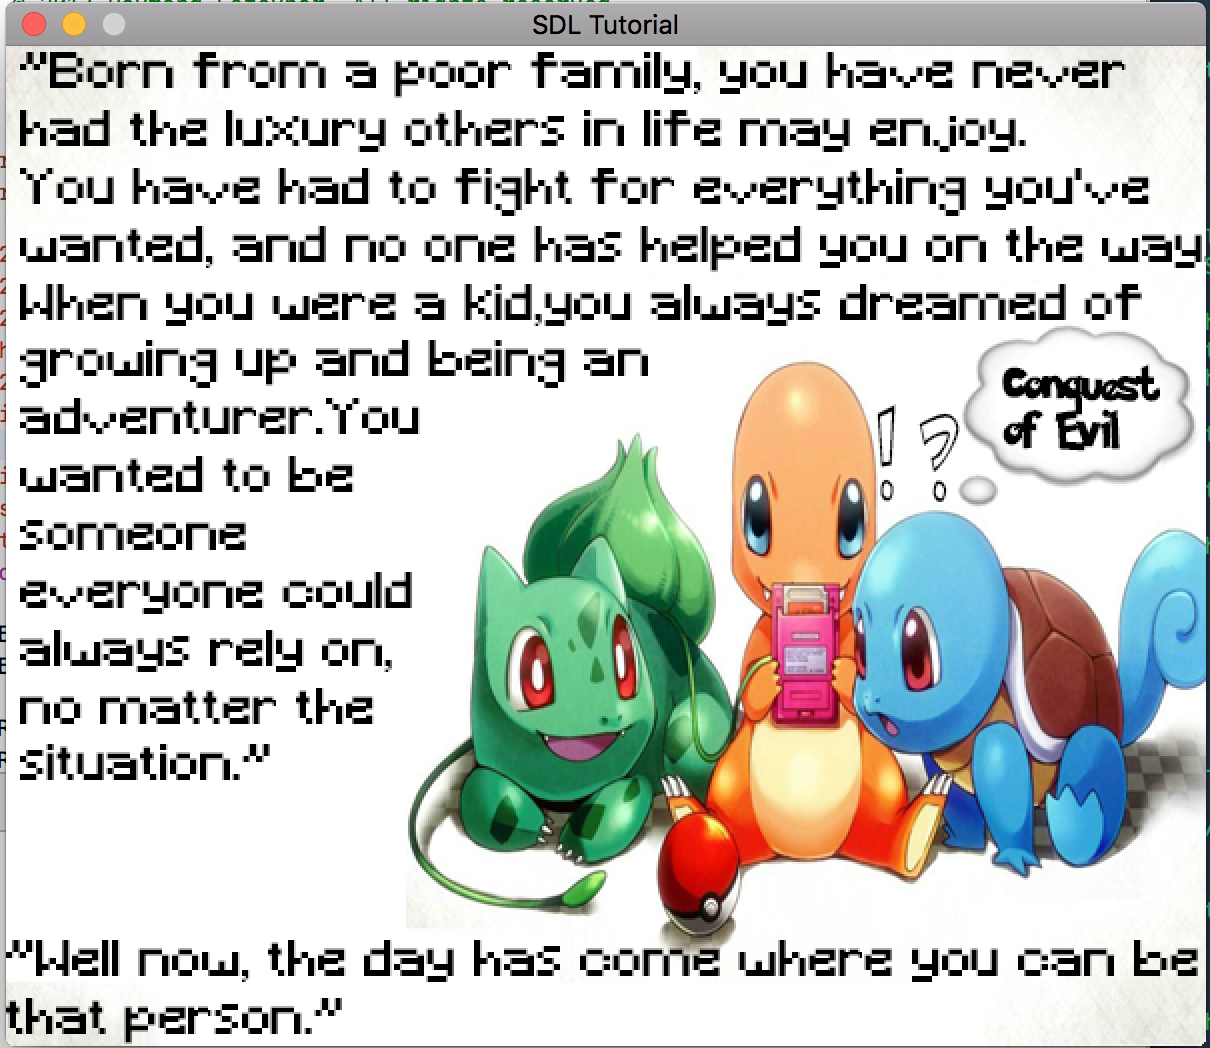 SDL Tutorial
"Born from a poor family, you have never
had the luxury others in life may enjoy.
You have had to fight for everything you've
wanted, and no one has helped you on the way
When you were a kid,you always dreamed of
growing up and being an
adventurer.You
wanted to be
someone
everyone could
always rely on,
no matter the
situation."
! ?
Conquest
of Evil
"Well now, the day has come where you can be
that person."